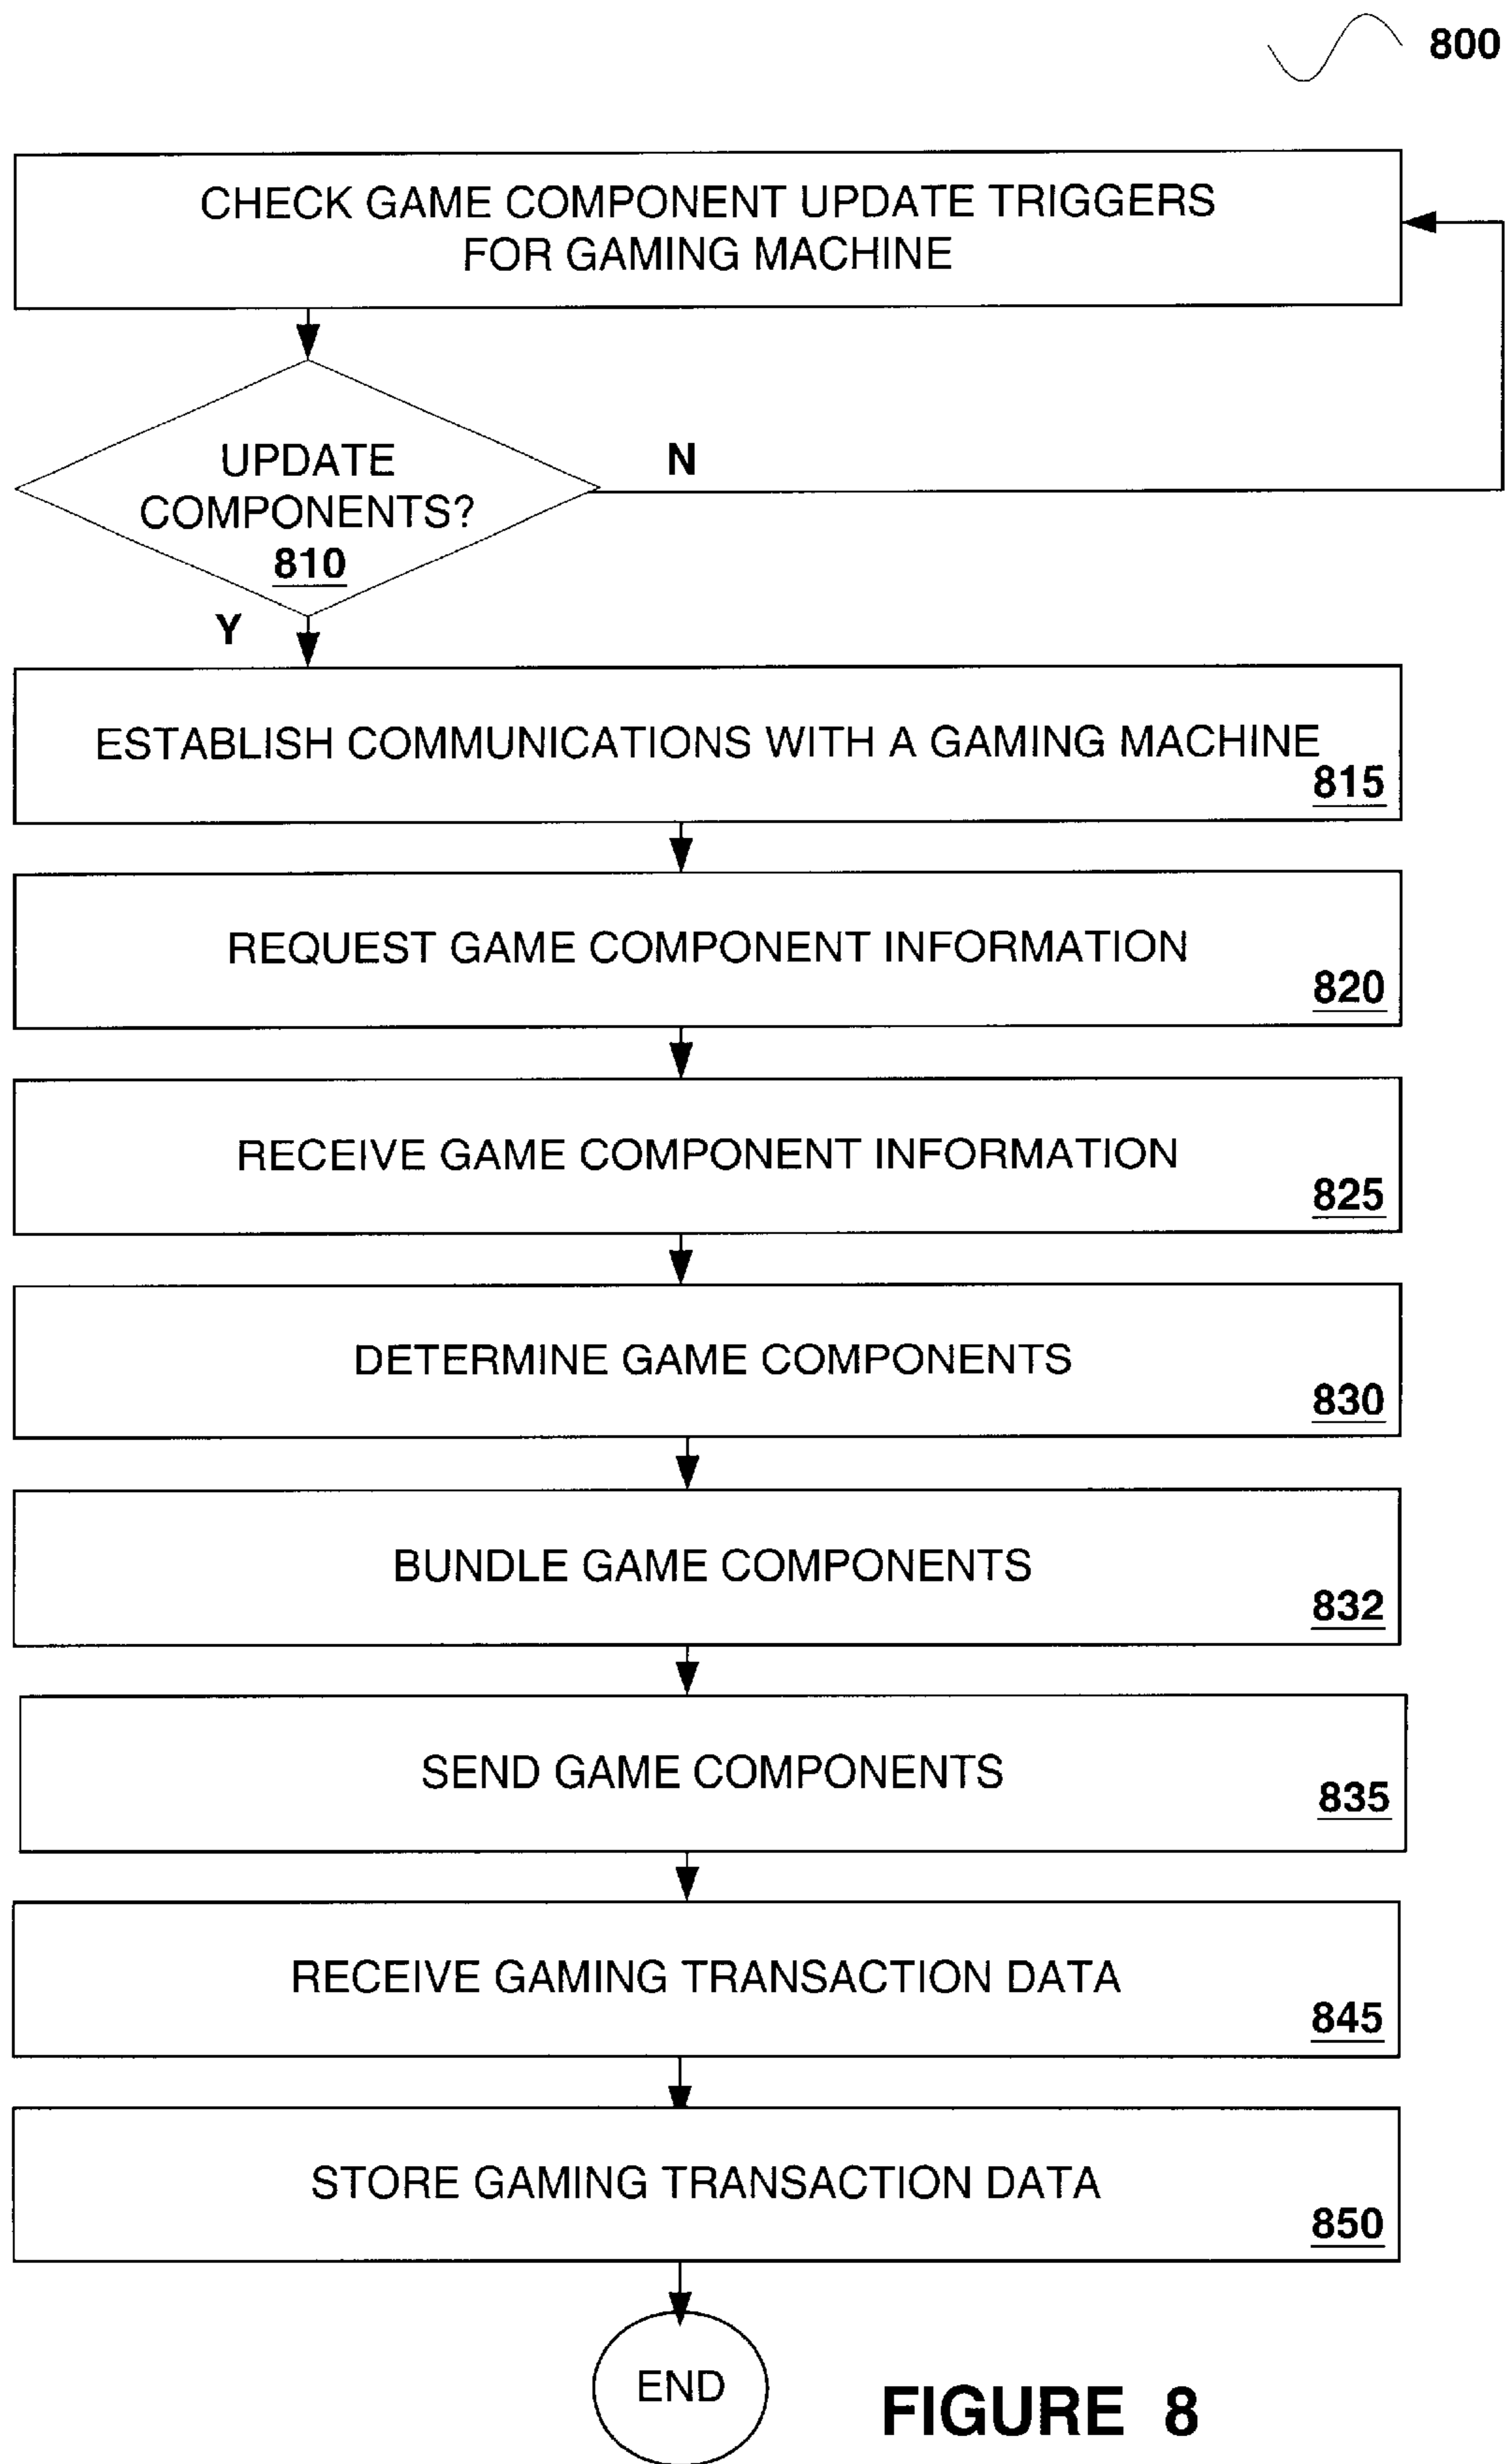 800
CHECK GAME COMPONENT UPDATE TRIGGERS
FOR GAMING MACHINE
UPDATE
COMPONENTS?
810
N
Y
ESTABLISH COMMUNICATIONS WITH A GAMING MACHINE
815
REQUEST GAME COMPONENT INFORMATION
820
RECEIVE GAME COMPONENT INFORMATION
825
DETERMINE GAME COMPONENTS
830
BUNDLE GAME COMPONENTS
832
SEND GAME COMPONENTS
835
RECEIVE GAMING TRANSACTION DATA
845
STORE GAMING TRANSACTION DATA
850
END
FIGURE 8